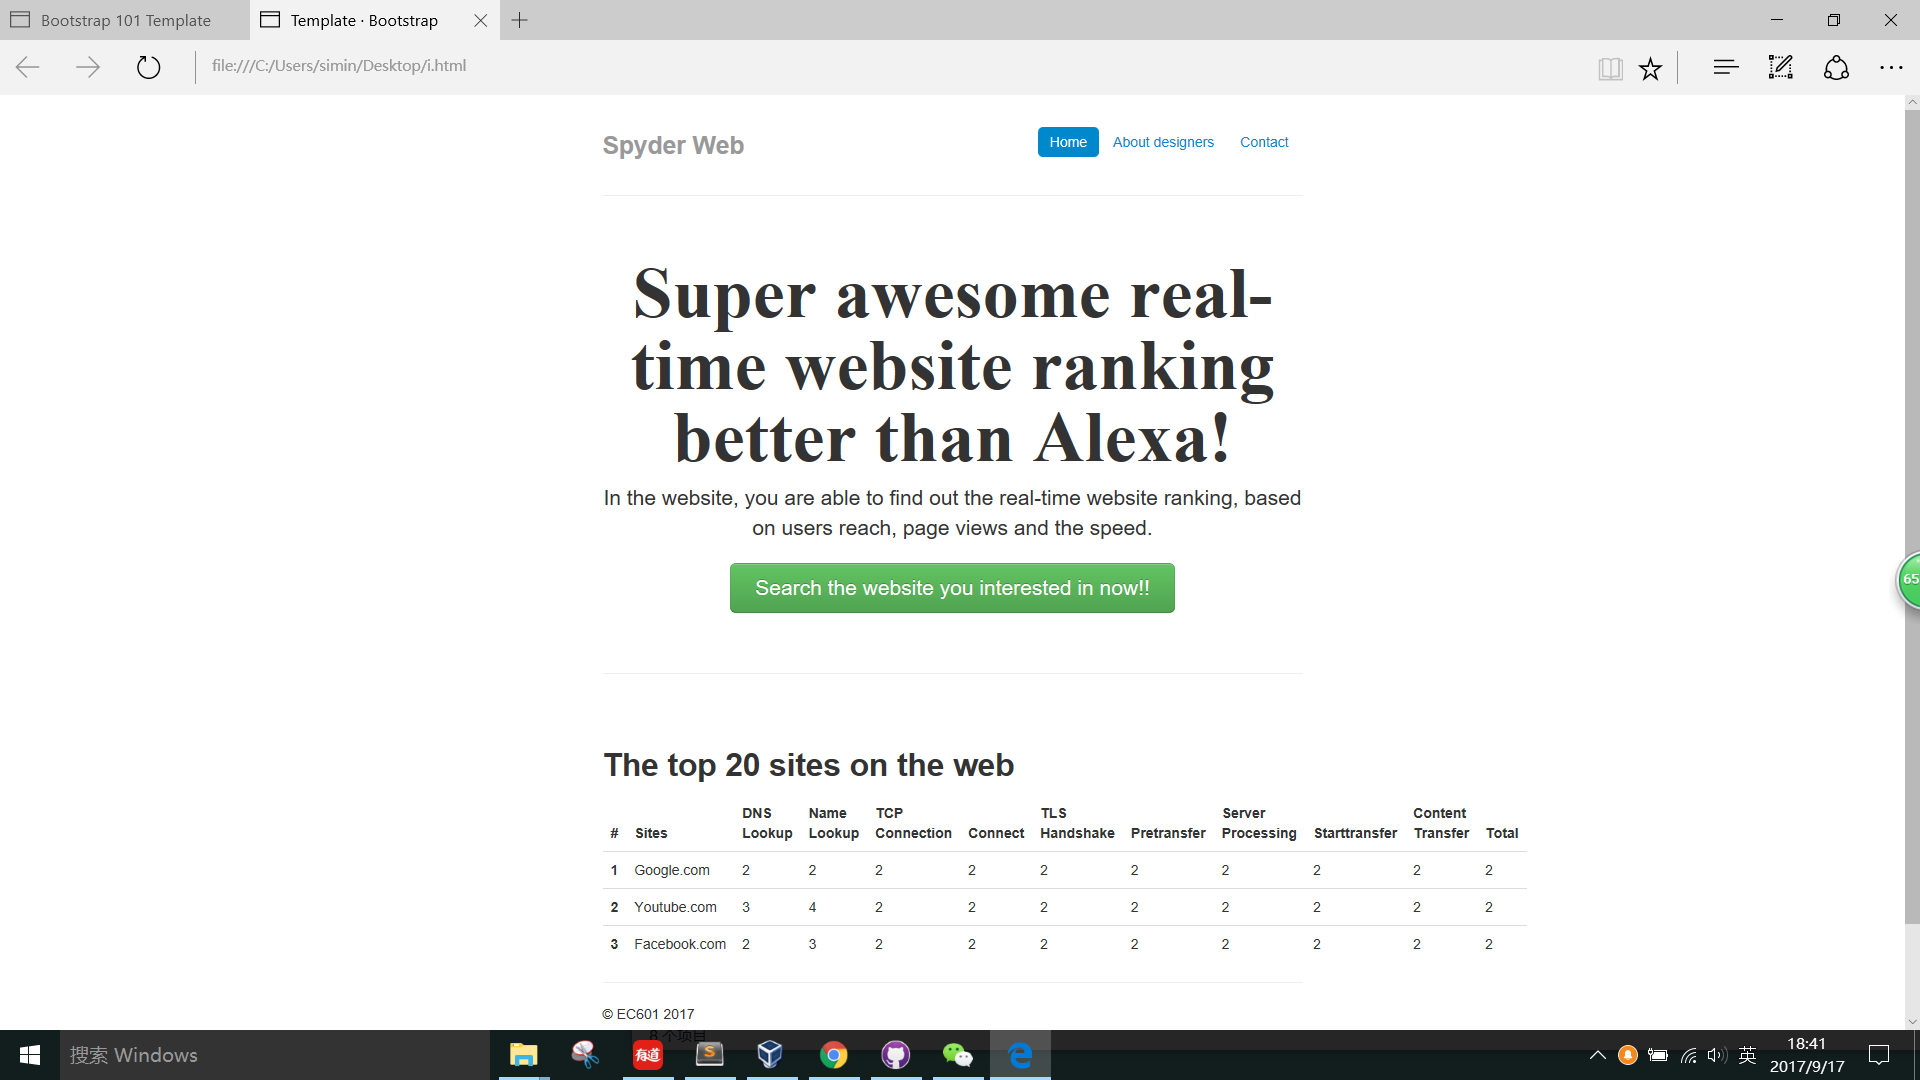 Bootstrap 101 Template
Template · Bootstrap
file:///C:/Users/simin/Desktop/i.html
Spyder Web
Home
About designers
Contact
Super awesome real-
time website ranking
better than Alexa!
In the website, you are able to find out the real-time website ranking, based
on users reach, page views and the speed.
Search the website you interested in now!!
65
The top 20 sites on the web
# Sites DNS Lookup Name Lookup TCP Connection Connect TLS Handshake Pretransfer Server Processing Starttransfer Content Transfer Total
1 Google.com 2 2 2 2 2 2 2 2 2 2
2 Youtube.com 3 4 2 2 2 2 2 2 2 2
3 Facebook.com 2 3 2 2 2 2 2 2 2 2
© EC601 2017
8 个项目
搜索 Windows
有道
英
18:41
2017/9/17